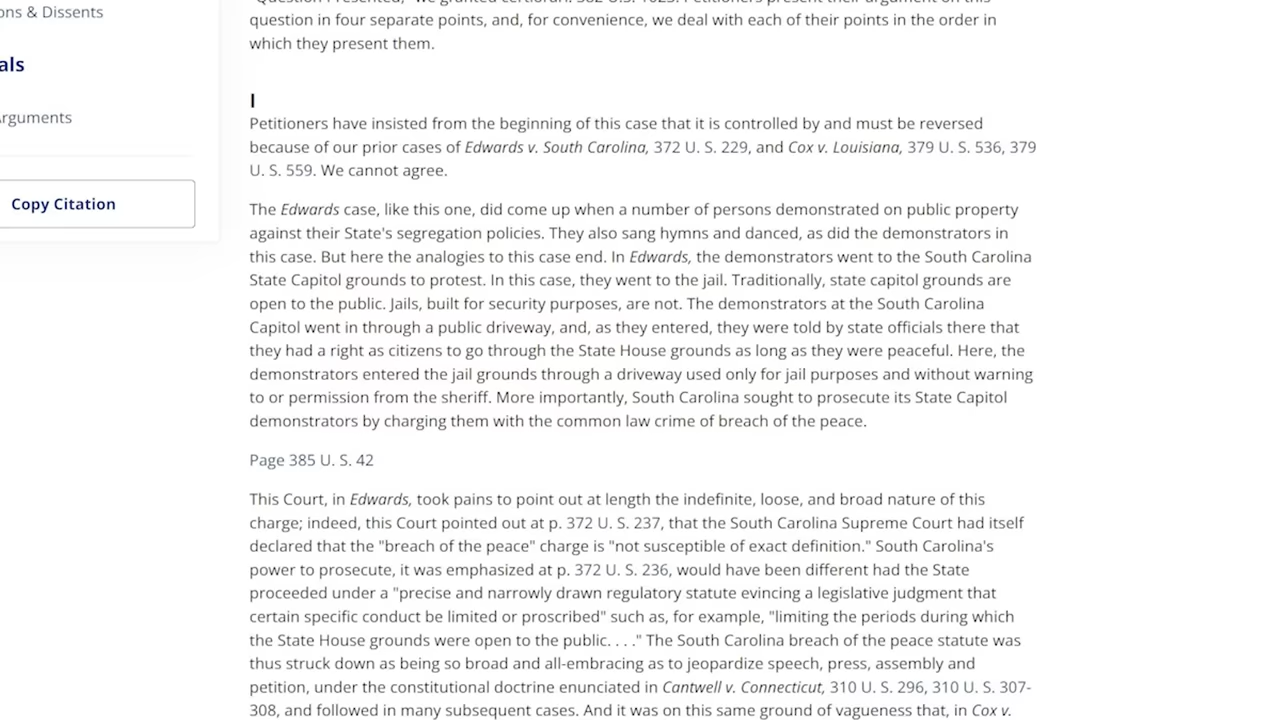 ons & Dissents
als
Arguments
Copy Citation
"Question Presented," we granted certiorari. 382 U.S. 1023. Petitioners present their argument on this
question in four separate points, and, for convenience, we deal with each of their points in the order in
which they present them.
I
Petitioners have insisted from the beginning of this case that it is controlled by and must be reversed
because of our prior cases of Edwards v. South Carolina, 372 U. S. 229, and Cox v. Louisiana, 379 U. S. 536, 379
U. S. 559. We cannot agree.
The Edwards case, like this one, did come up when a number of persons demonstrated on public property
against their State's segregation policies. They also sang hymns and danced, as did the demonstrators in
this case. But here the analogies to this case end. In Edwards, the demonstrators went to the South Carolina
State Capitol grounds to protest. In this case, they went to the jail. Traditionally, state capitol grounds are
open to the public. Jails, built for security purposes, are not. The demonstrators at the South Carolina
Capitol went in through a public driveway, and, as they entered, they were told by state officials there that
they had a right as citizens to go through the State House grounds as long as they were peaceful. Here, the
demonstrators entered the jail grounds through a driveway used only for jail purposes and without warning
to or permission from the sheriff. More importantly, South Carolina sought to prosecute its State Capitol
demonstrators by charging them with the common law crime of breach of the peace.
Page 385 U. S. 42
This Court, in Edwards, took pains to point out at length the indefinite, loose, and broad nature of this
charge; indeed, this Court pointed out at p. 372 U. S. 237, that the South Carolina Supreme Court had itself
declared that the "breach of the peace" charge is "not susceptible of exact definition." South Carolina's
power to prosecute, it was emphasized at p. 372 U. S. 236, would have been different had the State
proceeded under a "precise and narrowly drawn regulatory statute evincing a legislative judgment that
certain specific conduct be limited or proscribed" such as, for example, "limiting the periods during which
the State House grounds were open to the public. . . ." The South Carolina breach of the peace statute was
thus struck down as being so broad and all-embracing as to jeopardize speech, press, assembly and
petition, under the constitutional doctrine enunciated in Cantwell v. Connecticut, 310 U. S. 296, 310 U. S. 307-
308, and followed in many subsequent cases. And it was on this same ground of vagueness that, in Cox v.